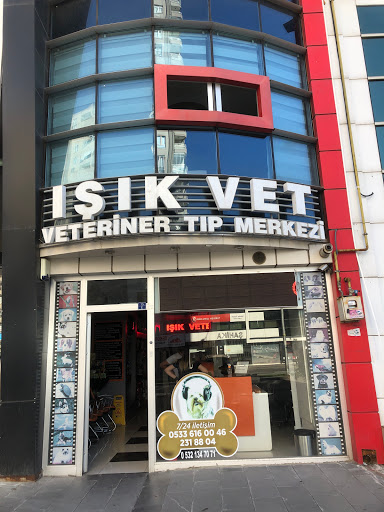 IŞIK VET
VETERİNER TIP MERKEZİ
IŞIK VETE
7/24 iletişim
0533 616 00 46
231 88 04
0 532 134 70 71